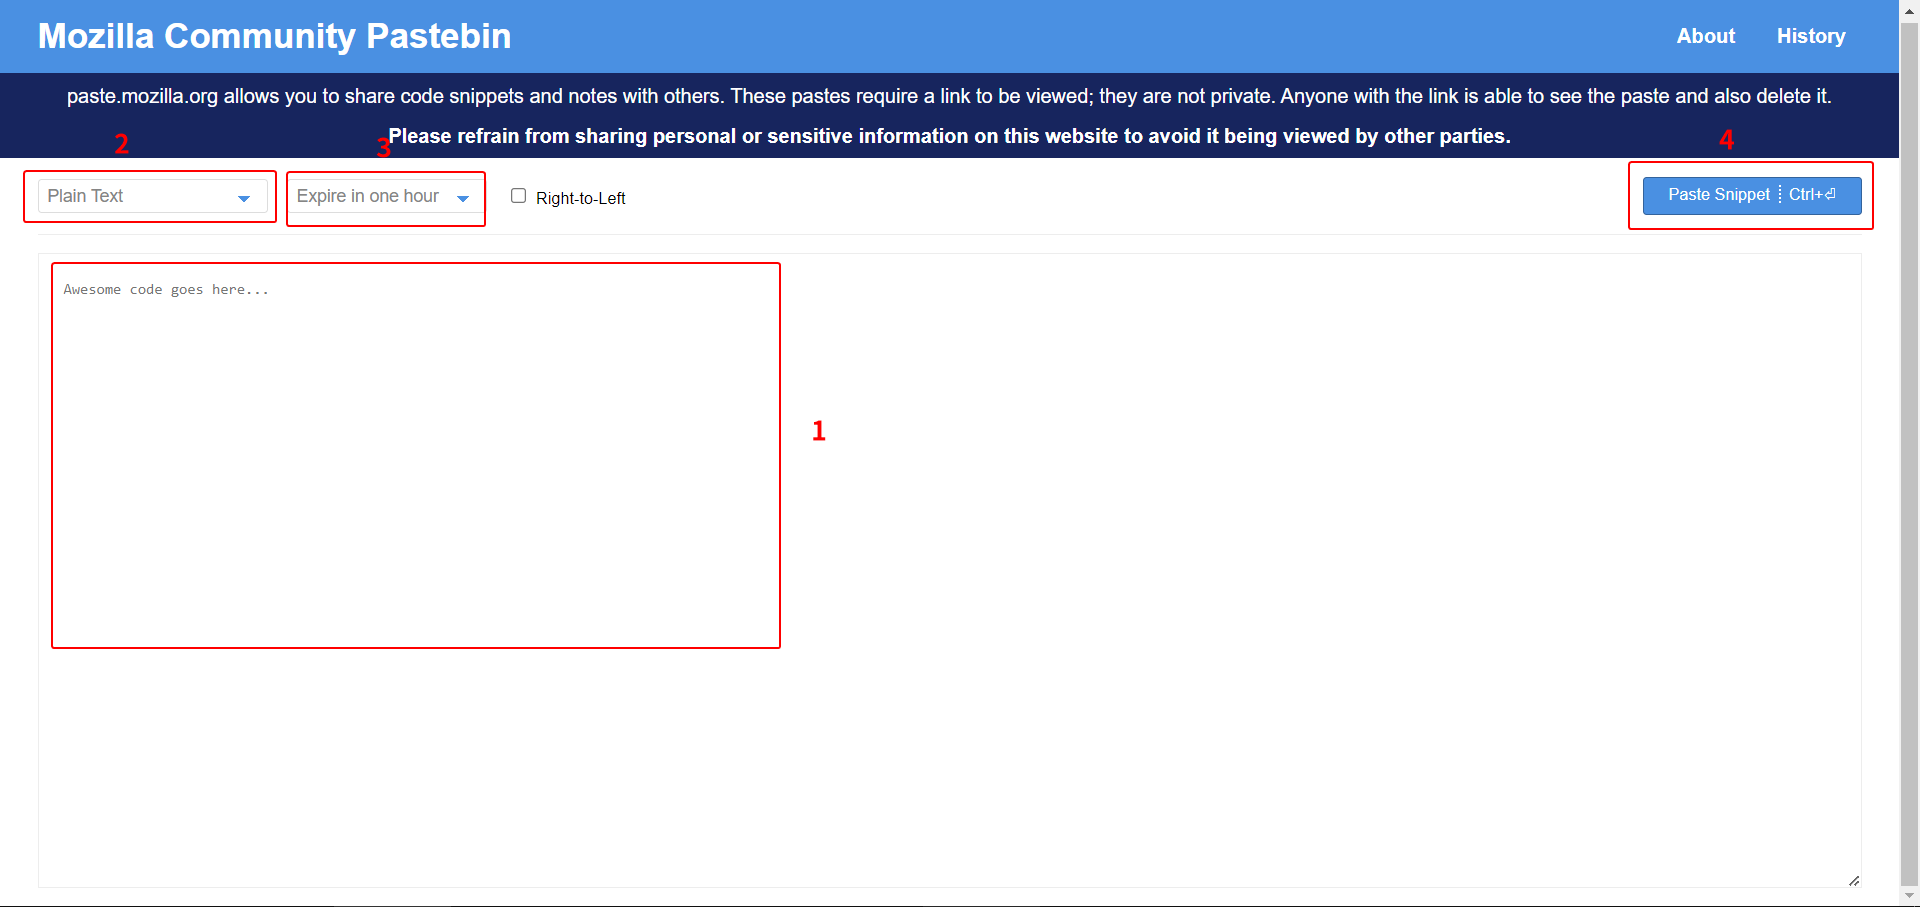 Mozilla Community Pastebin
About
History
paste.mozilla.org allows you to share code snippets and notes with others. These pastes require a link to be viewed; they are not private. Anyone with the link is able to see the paste and also delete it.
Please refrain from sharing personal or sensitive information on this website to avoid it being viewed by other parties.
2
3
4
Plain Text
Expire in one hour
Right-to-Left
Paste Snippet ┊ Ctrl+⏎
Awesome code goes here...
1